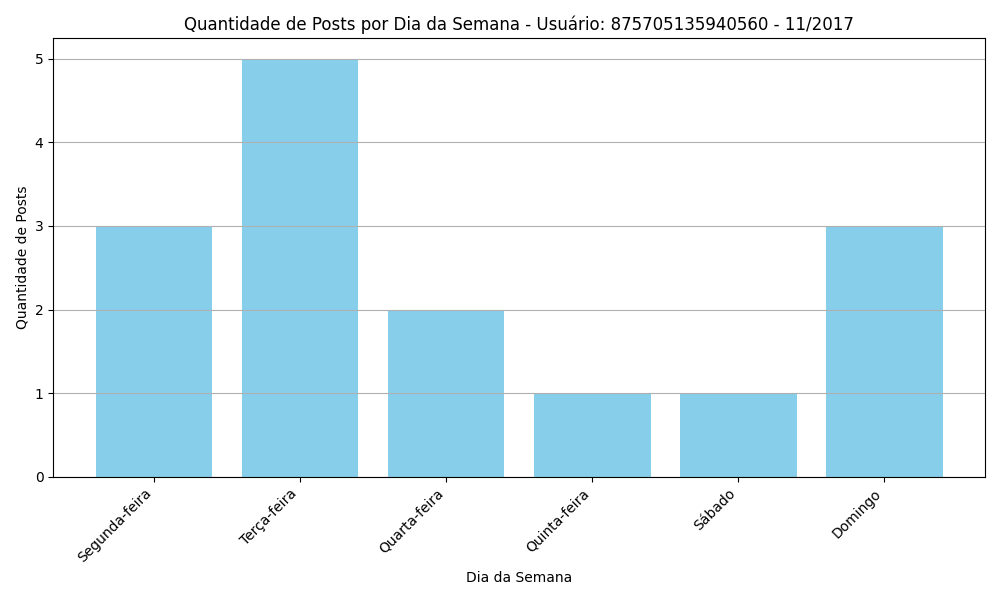 Quantidade de Posts por Dia da Semana - Usuário: 875705135940560 - 11/2017
Quantidade de Posts
5
4
3
2
1
0
Segunda-feira
Terça-feira
Quarta-feira
Quinta-feira
Sábado
Domingo
Dia da Semana